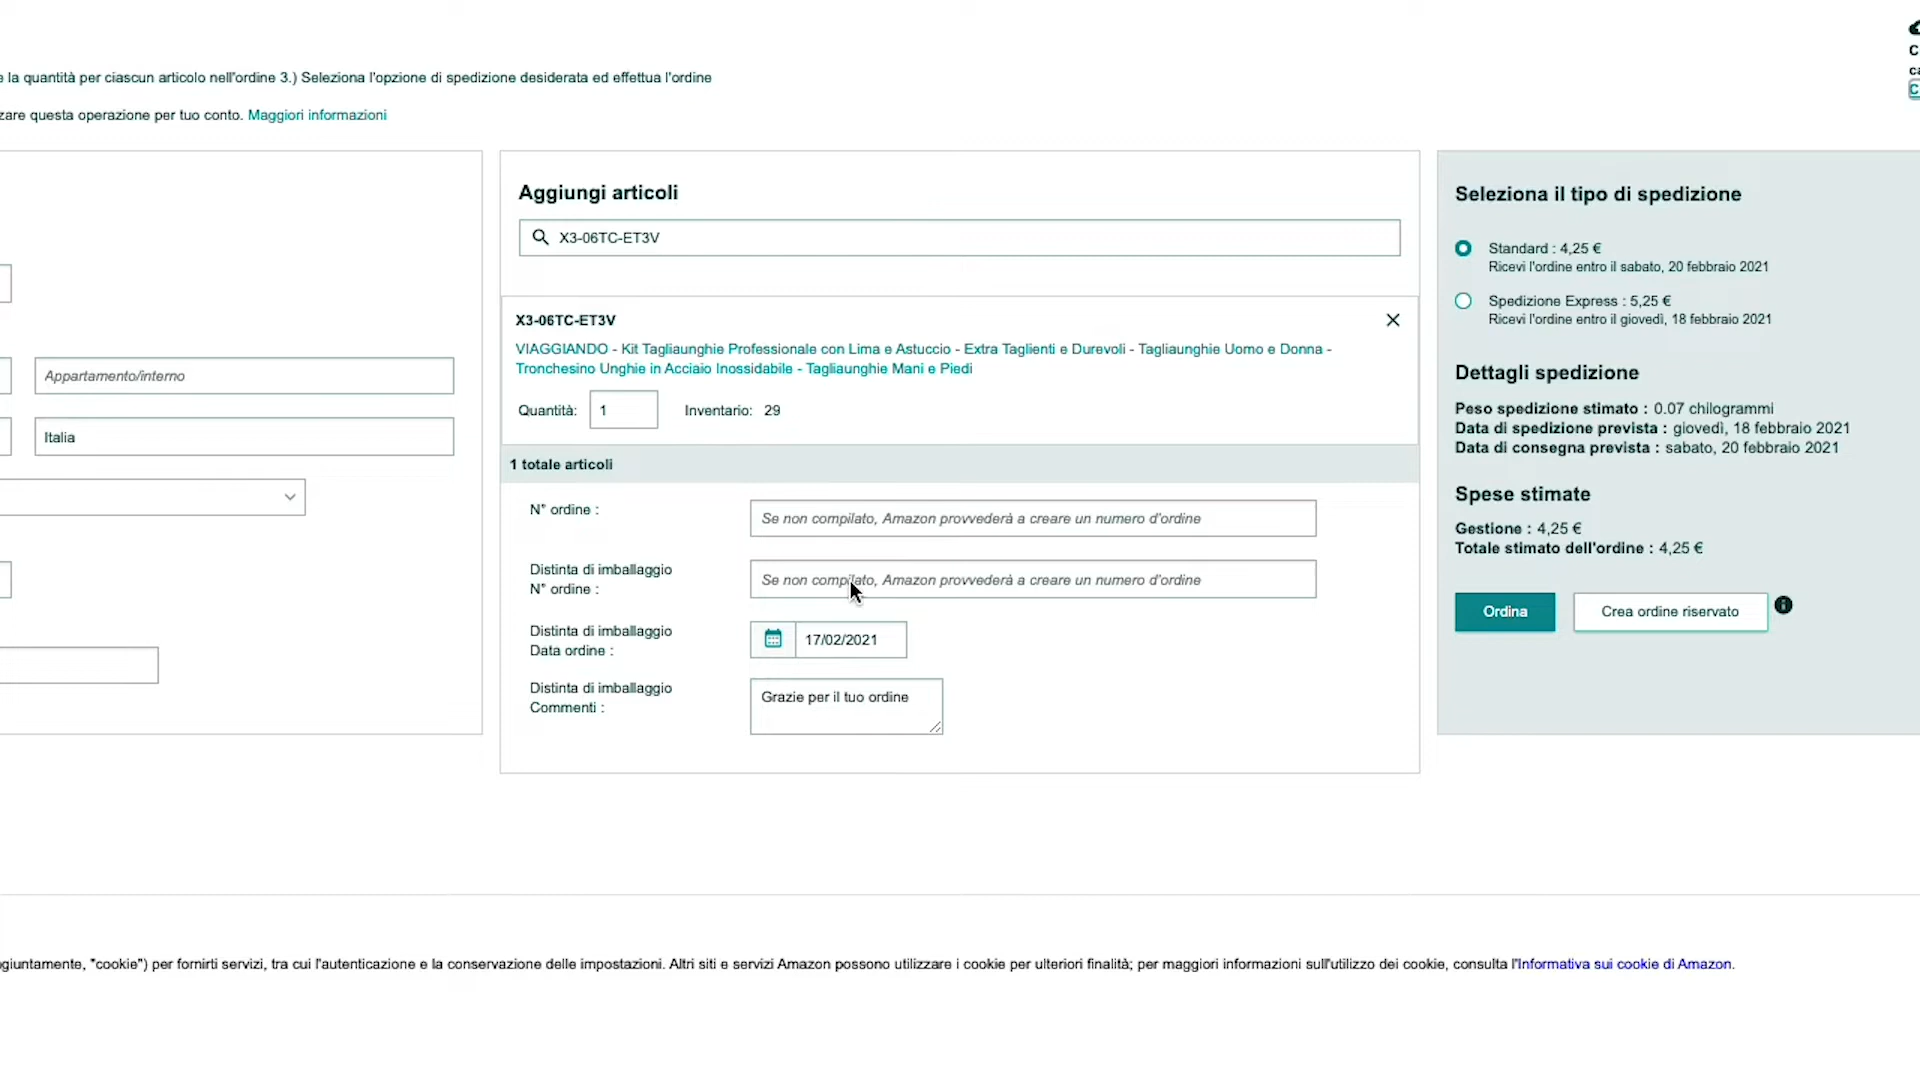 e la quantità per ciascun articolo nell'ordine 3.) Seleziona l'opzione di spedizione desiderata ed effettua l'ordine
zare questa operazione per tuo conto. Maggiori informazioni
Appartamento/interno
Italia
Aggiungi articoli
X3-06TC-ET3V
X3-06TC-ET3V
VIAGGIANDO - Kit Tagliaunghie Professionale con Lima e Astuccio - Extra Taglienti e Durevoli - Tagliaunghie Uomo e Donna -
Tronchesino Unghie in Acciaio Inossidabile - Tagliaunghie Mani e Piedi
Quantità: 1 Inventario: 29
1 totale articoli
N° ordine : Se non compilato, Amazon provvederà a creare un numero d'ordine
Distinta di imballaggio
N° ordine : Se non compilato, Amazon provvederà a creare un numero d'ordine
Distinta di imballaggio
Data ordine : 17/02/2021
Distinta di imballaggio
Commenti : Grazie per il tuo ordine
Seleziona il tipo di spedizione
Standard : 4,25 €
Ricevi l'ordine entro il sabato, 20 febbraio 2021
Spedizione Express : 5,25 €
Ricevi l'ordine entro il giovedì, 18 febbraio 2021
Dettagli spedizione
Peso spedizione stimato : 0.07 chilogrammi
Data di spedizione prevista : giovedì, 18 febbraio 2021
Data di consegna prevista : sabato, 20 febbraio 2021
Spese stimate
Gestione : 4,25 €
Totale stimato dell'ordine : 4,25 €
Ordina
Crea ordine riservato
C
ca
C
giuntamente, "cookie") per fornirti servizi, tra cui l'autenticazione e la conservazione delle impostazioni. Altri siti e servizi Amazon possono utilizzare i cookie per ulteriori finalità; per maggiori informazioni sull'utilizzo dei cookie, consulta l'Informativa sui cookie di Amazon.